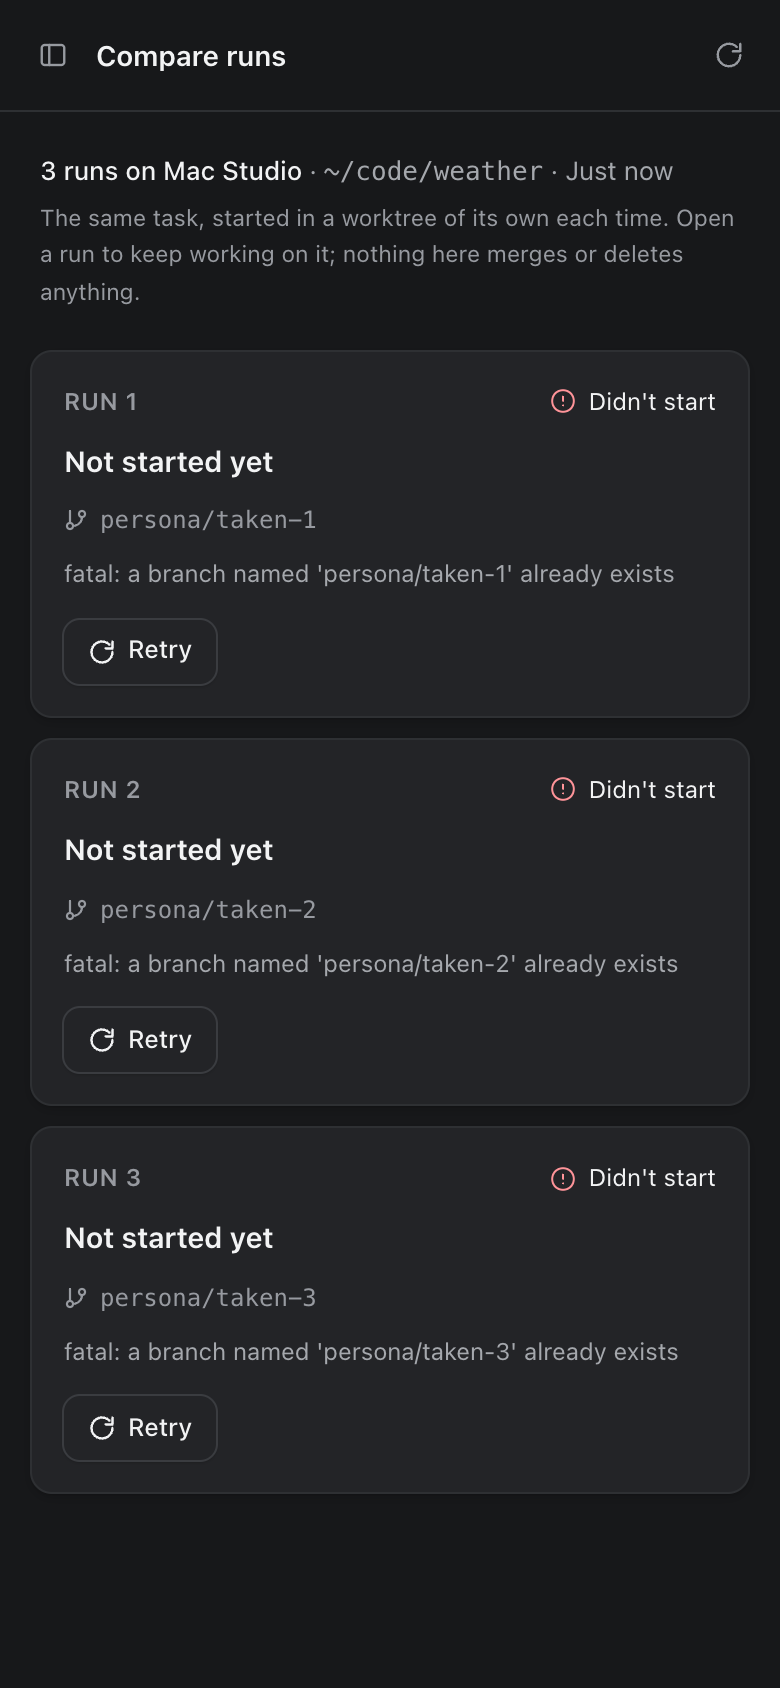 Compare runs
3 runs on Mac Studio · ~/code/weather · Just now
The same task, started in a worktree of its own each time. Open
a run to keep working on it; nothing here merges or deletes
anything.
RUN 1
Didn't start
Not started yet
persona/taken-1
fatal: a branch named 'persona/taken-1' already exists
Retry
RUN 2
Didn't start
Not started yet
persona/taken-2
fatal: a branch named 'persona/taken-2' already exists
Retry
RUN 3
Didn't start
Not started yet
persona/taken-3
fatal: a branch named 'persona/taken-3' already exists
Retry